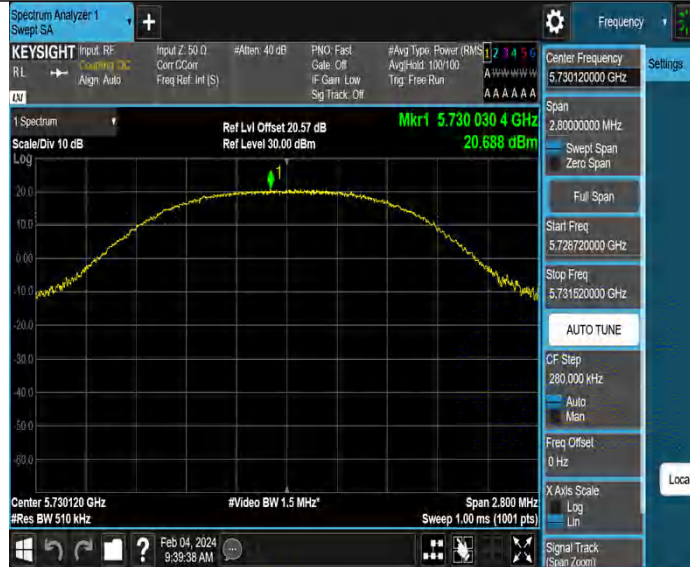 Spectrum Analyzer 1
Swept SA
+
Frequency
KEYSIGHT
RL
Input: RF
Coupling: DC
Align: Auto
Input Z: 50 Ω
Corr CCorr
Freq Ref: Int (S)
#Atten: 40 dB
PNO: Fast
Gate: Off
IF Gain: Low
Sig Track: Off
#Avg Type: Power (RMS
Avg|Hold: 100/100
Trig: Free Run
1 2 3 4 5 6
A W W W W W
A A A A A A
LXI
1 Spectrum
Scale/Div 10 dB
Ref Lvl Offset 20.57 dB
Ref Level 30.00 dBm
Mkr1 5.730 030 4 GHz
20.688 dBm
Log
1
20.0
10.0
0.00
-10.0
-20.0
-30.0
-40.0
-50.0
-60.0
Center 5.730120 GHz
#Res BW 510 kHz
#Video BW 1.5 MHz*
Span 2.800 MHz
Sweep 1.00 ms (1001 pts)
?
Feb 04, 2024
9:39:38 AM
Center Frequency
5.730120000 GHz
Settings
Span
2.80000000 MHz
Swept Span
Zero Span
Full Span
Start Freq
5.728720000 GHz
Stop Freq
5.731520000 GHz
AUTO TUNE
CF Step
280.000 kHz
Auto
Man
Freq Offset
0 Hz
X Axis Scale
Log
Lin
Loca
Signal Track
(Span Zoom)